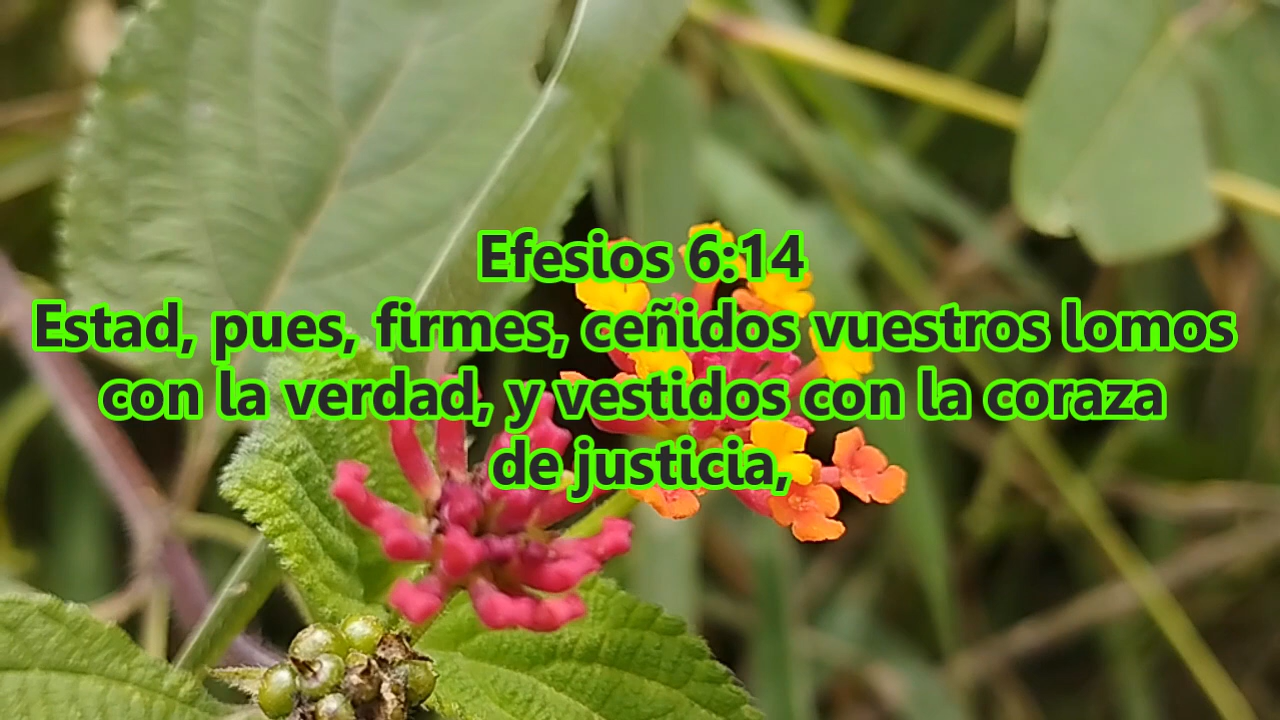 Efesios 6:14
Estad, pues, firmes, ceñidos vuestros lomos
con la verdad, y vestidos con la coraza
de justicia,